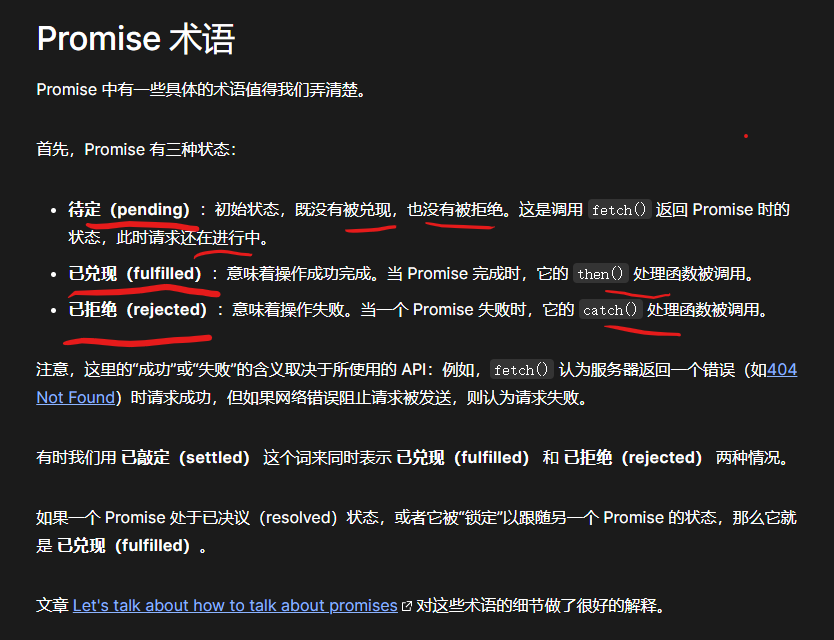 Promise 术语
Promise 中有一些具体的术语值得我们弄清楚。
首先，Promise 有三种状态：
• 待定（pending）：初始状态，既没有被兑现，也没有被拒绝。这是调用 fetch() 返回 Promise 时的
状态，此时请求还在进行中。
• 已兑现（fulfilled）：意味着操作成功完成。当 Promise 完成时，它的 then() 处理函数被调用。
• 已拒绝（rejected）：意味着操作失败。当一个 Promise 失败时，它的 catch() 处理函数被调用。
注意，这里的“成功”或“失败”的含义取决于所使用的 API：例如，fetch() 认为服务器返回一个错误（如404
Not Found）时请求成功，但如果网络错误阻止请求被发送，则认为请求失败。
有时我们用 已敲定（settled） 这个词来同时表示 已兑现（fulfilled） 和 已拒绝（rejected） 两种情况。
如果一个 Promise 处于已决议（resolved）状态，或者它被“锁定”以跟随另一个 Promise 的状态，那么它就
是 已兑现（fulfilled）。
文章 Let's talk about how to talk about promises 对这些术语的细节做了很好的解释。